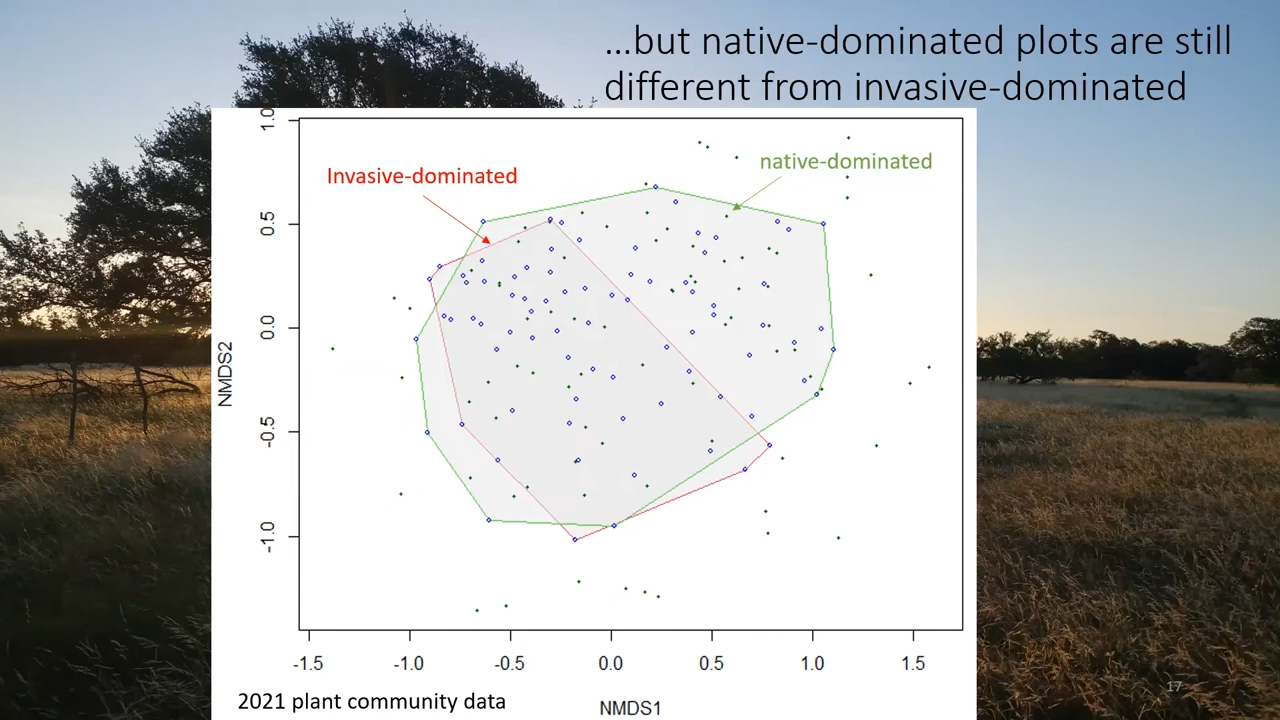 ...but native-dominated plots are still
different from invasive-dominated
Invasive-dominated
native-dominated
1.0
0.5
0.0
-0.5
-1.0
NMDS2
-1.5
-1.0
-0.5
0.0
0.5
1.0
1.5
NMDS1
2021 plant community data
17